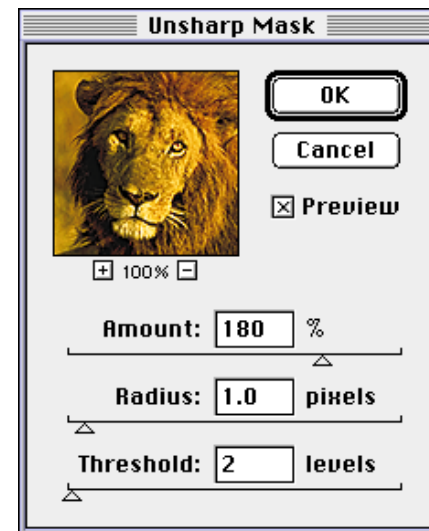 Unsharp Mask
OK
Cancel
Preview
+ 100% −
Amount: 180 %
Radius: 1.0 pixels
Threshold: 2 levels